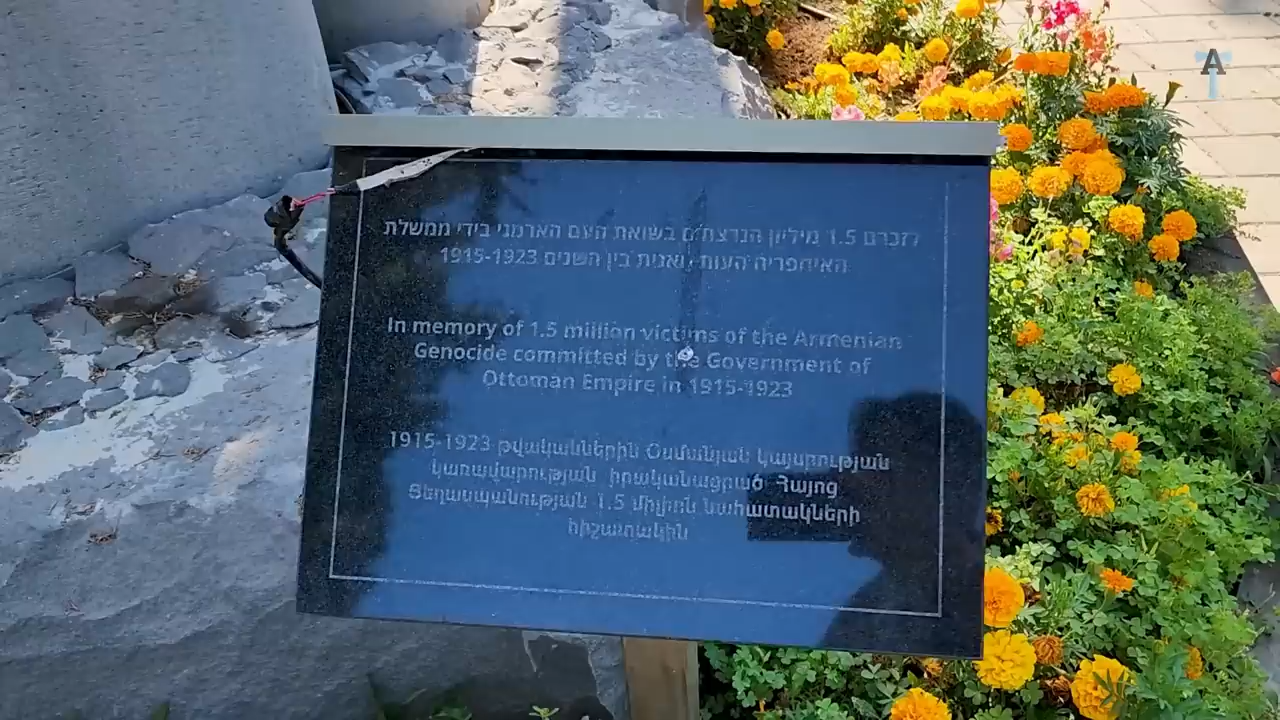 לזכרם 1.5 מיליון הנרצחים בשואת העם הארמני בידי ממשלת
האימפריה העות'מאנית בין השנים 1915-1923
In memory of 1.5 million victims of the Armenian
Genocide committed by the Government of
Ottoman Empire in 1915-1923
1915-1923 թվականներին Օսմանյան կայսրության
կառավարության իրականացրած Հայոց
Ցեղասպանության 1.5 միլիոն նահատակների
հիշատակին